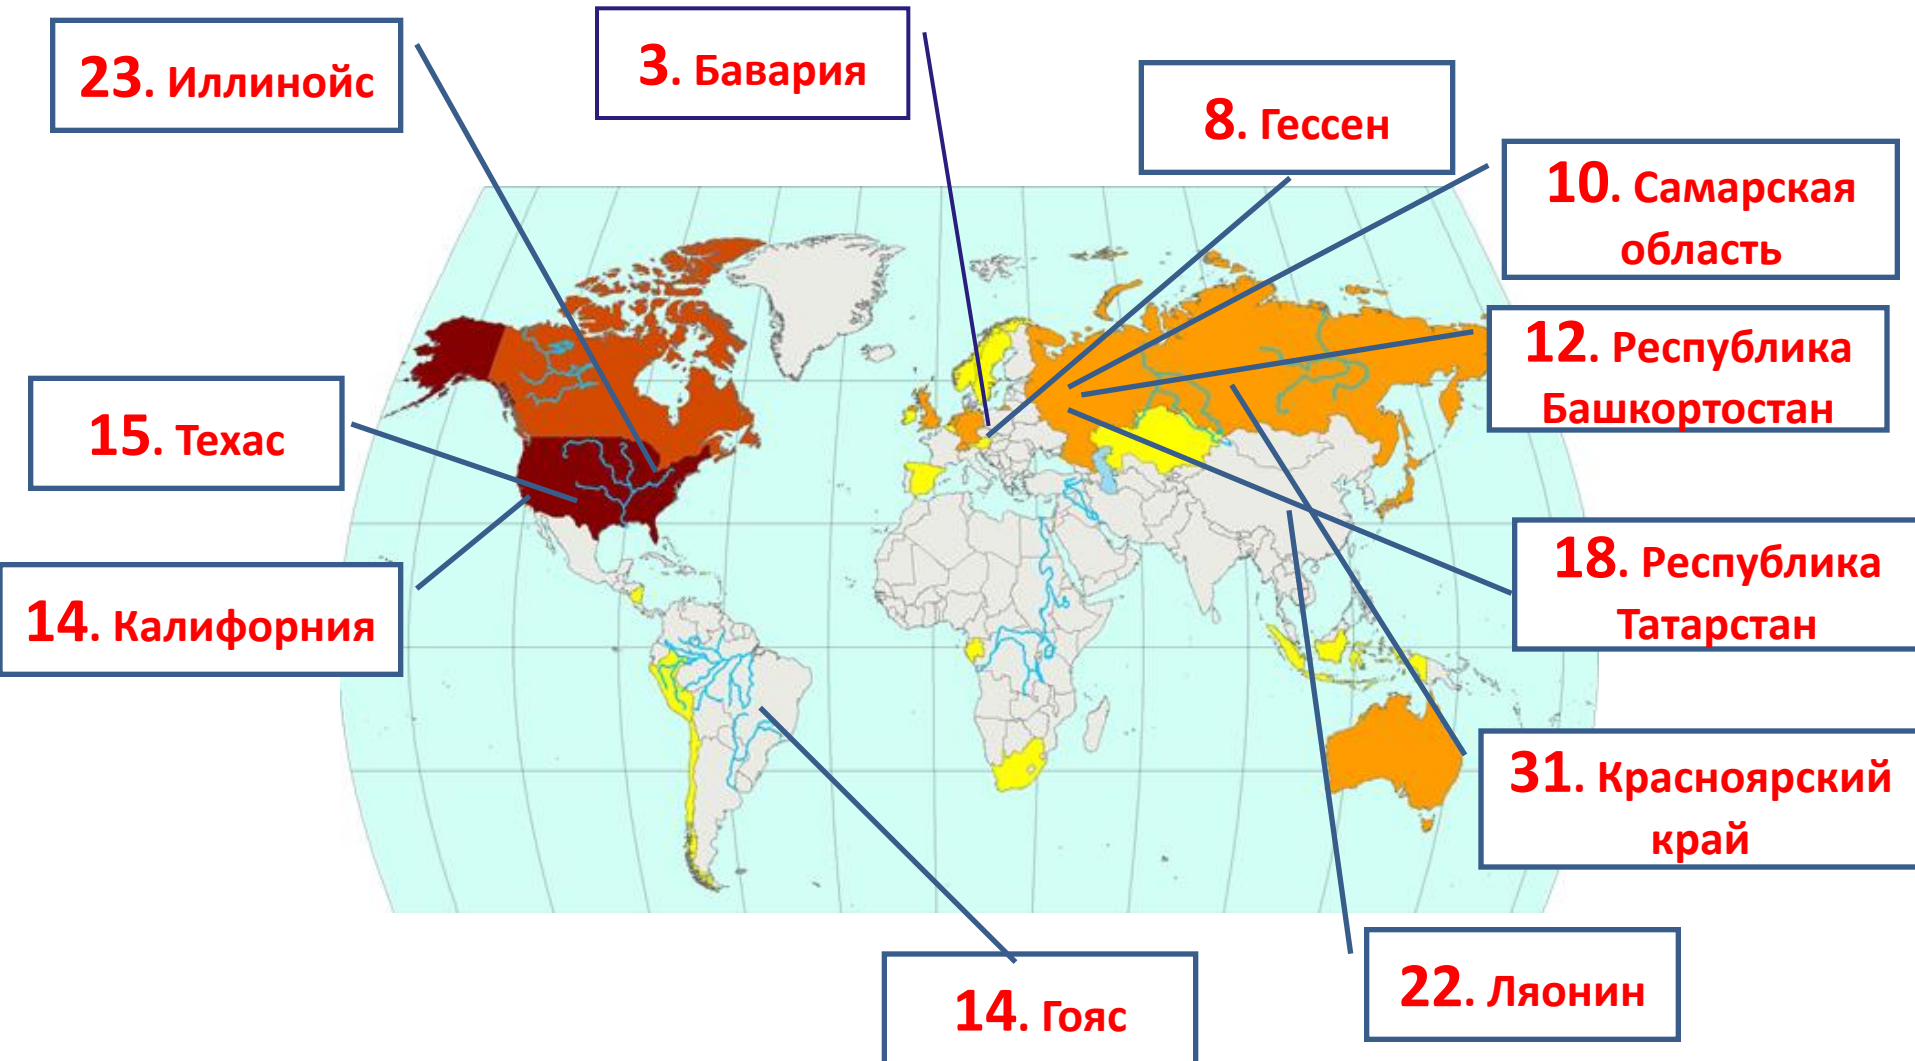 23. Иллинойс
3. Бавария
8. Гессен
10. Самарская
область
12. Республика
Башкортостан
15. Техас
18. Республика
Татарстан
14. Калифорния
31. Красноярский
край
22. Ляонин
14. Гояс